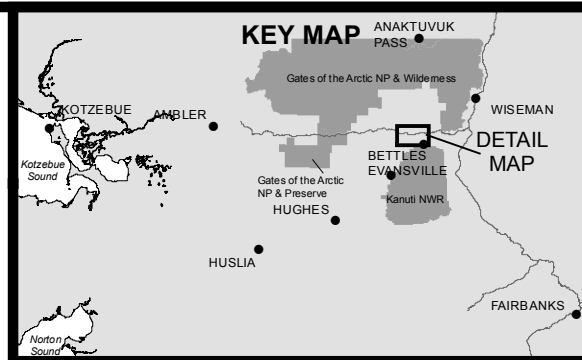 KEY MAP
ANAKTUVUK
PASS
Gates of the Arctic NP & Wilderness
KOTZEBUE
AMBLER
WISEMAN
Kotzebue
Sound
DETAIL
MAP
BETTLES
EVANSVILLE
Gates of the Arctic
NP & Preserve
Kanuti NWR
HUGHES
HUSLIA
FAIRBANKS
Norton
Sound